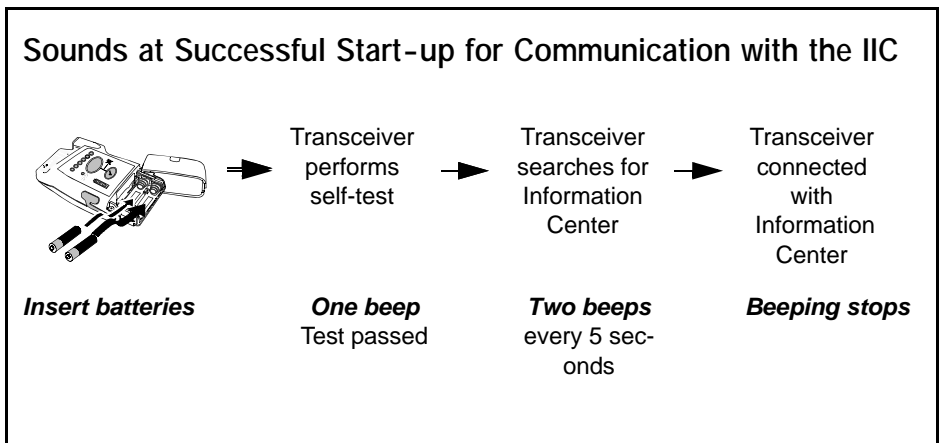 Sounds at Successful Start-up for Communication with the IIC
Transceiver
performs
self-test
Transceiver
searches for
Information
Center
Transceiver
connected
with
Information
Center
Insert batteries
One beep
Test passed
Two beeps
every 5 sec-
onds
Beeping stops